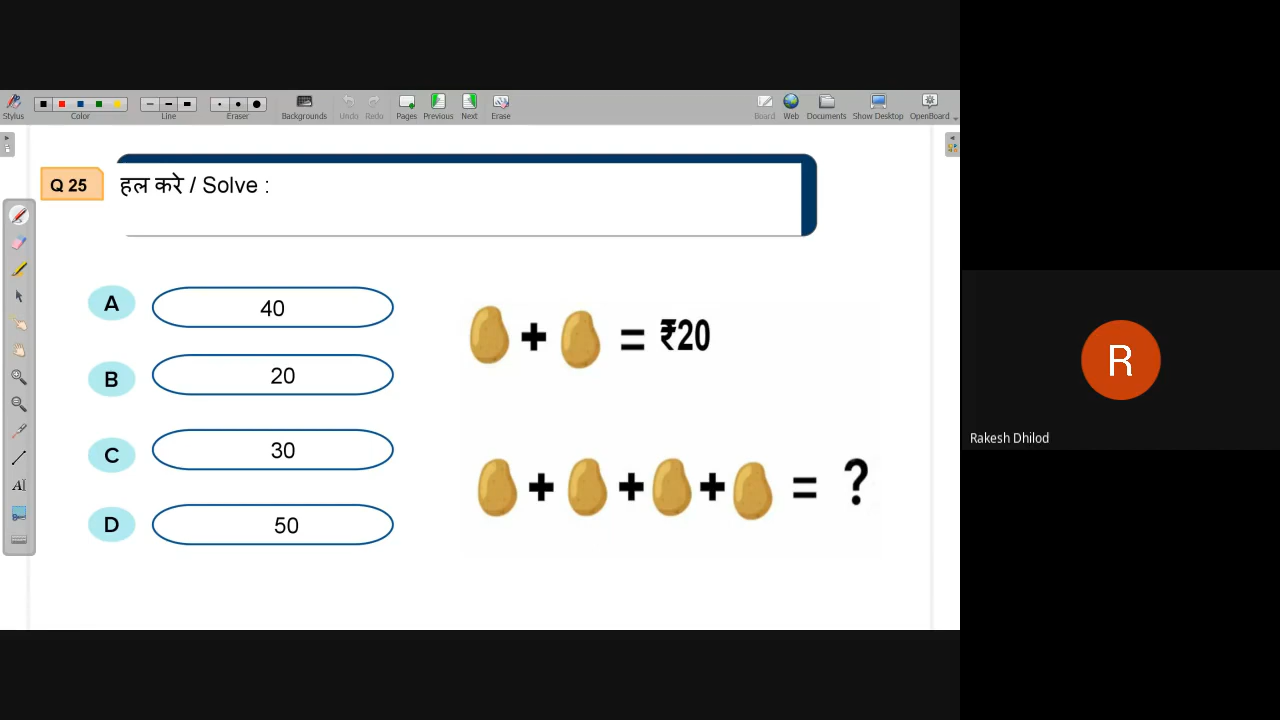 Stylus
Color
Line
Eraser
Backgrounds
Undo
Redo
Pages
Previous
Next
Erase
Board
Web
Documents
Show Desktop
OpenBoard
Q 25
हल करे / Solve :
A
40
B
20
C
30
D
50
+ = ₹20
+ + + = ?
AI
R
Rakesh Dhilod